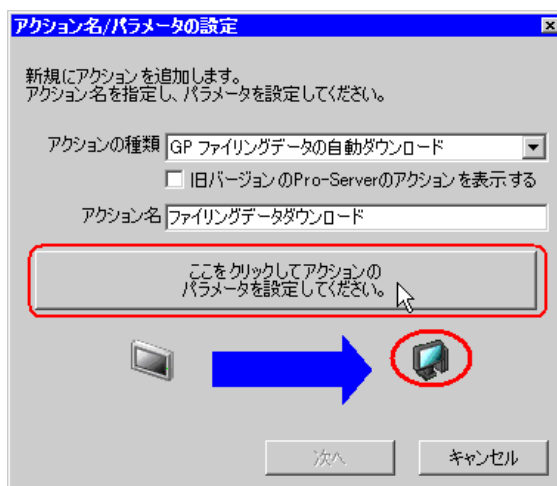 アクション名/パラメータの設定
新規にアクションを追加します。
アクション名を指定し、パラメータを設定してください。
アクションの種類 GP ファイリングデータの自動ダウンロード
旧バージョンのPro-Serverのアクションを表示する
アクション名 ファイリングデータダウンロード
ここをクリックしてアクションの
パラメータを設定してください。
次へ キャンセル